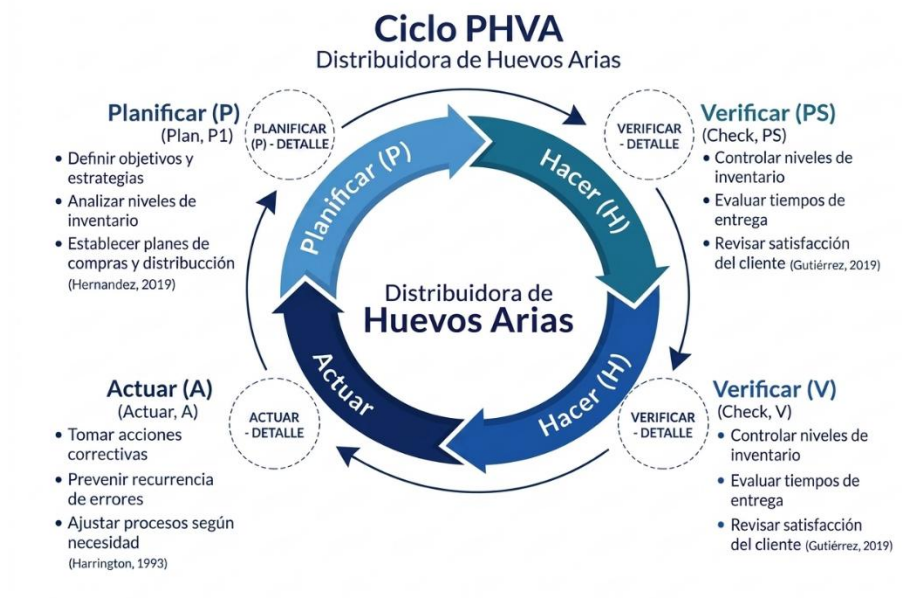 Ciclo PHVA
Distribuidora de Huevos Arias
Planificar (P)
(Plan, P1)
• Definir objetivos y
estrategias
• Analizar niveles de
inventario
• Establecer planes de
compras y distribucción
(Hernandez, 2019)
PLANIFICAR
(P) - DETALLE
VERIFICAR
- DETALLE
Verificar (PS)
(Check, PS)
• Controlar niveles de
inventario
• Evaluar tiempos de
entrega
• Revisar satisfacción
del cliente (Gutiérrez, 2019)
Planificar (P)
Hacer (H)
Distribuidora de
Huevos Arias
Actuar
Hacer (H)
Actuar (A)
(Actuar, A)
• Tomar acciones
correctivas
• Prevenir recurrencia
de errores
• Ajustar procesos según
necesidad
(Harrington, 1993)
ACTUAR
- DETALLE
VERIFICAR
- DETALLE
Verificar (V)
(Check, V)
• Controlar niveles de
inventario
• Evaluar tiempos de
entrega
• Revisar satisfacción
del cliente (Gutiérrez, 2019)